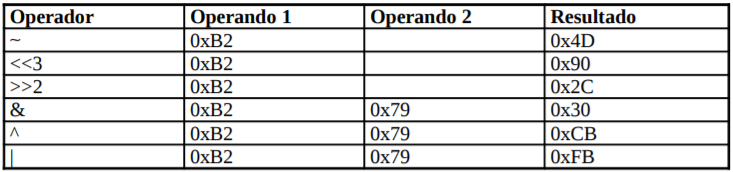 Operador Operando 1 Operando 2 Resultado
~ 0xB2 0x4D
<<3 0xB2 0x90
>>2 0xB2 0x2C
& 0xB2 0x79 0x30
^ 0xB2 0x79 0xCB
| 0xB2 0x79 0xFB